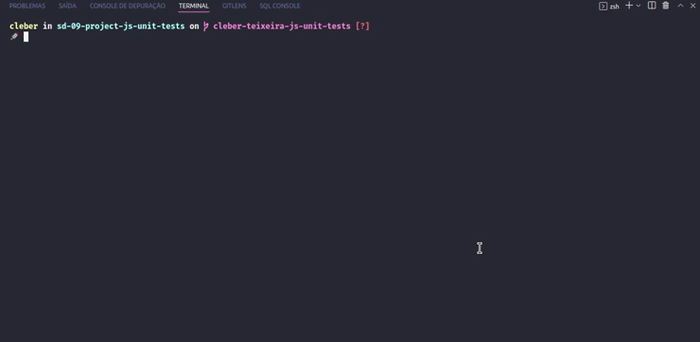 PROBLEMAS SAÍDA CONSOLE DE DEPURAÇÃO TERMINAL GITLENS SQL CONSOLE zsh
cleber in sd-09-project-js-unit-tests on cleber-teixeira-js-unit-tests [?]